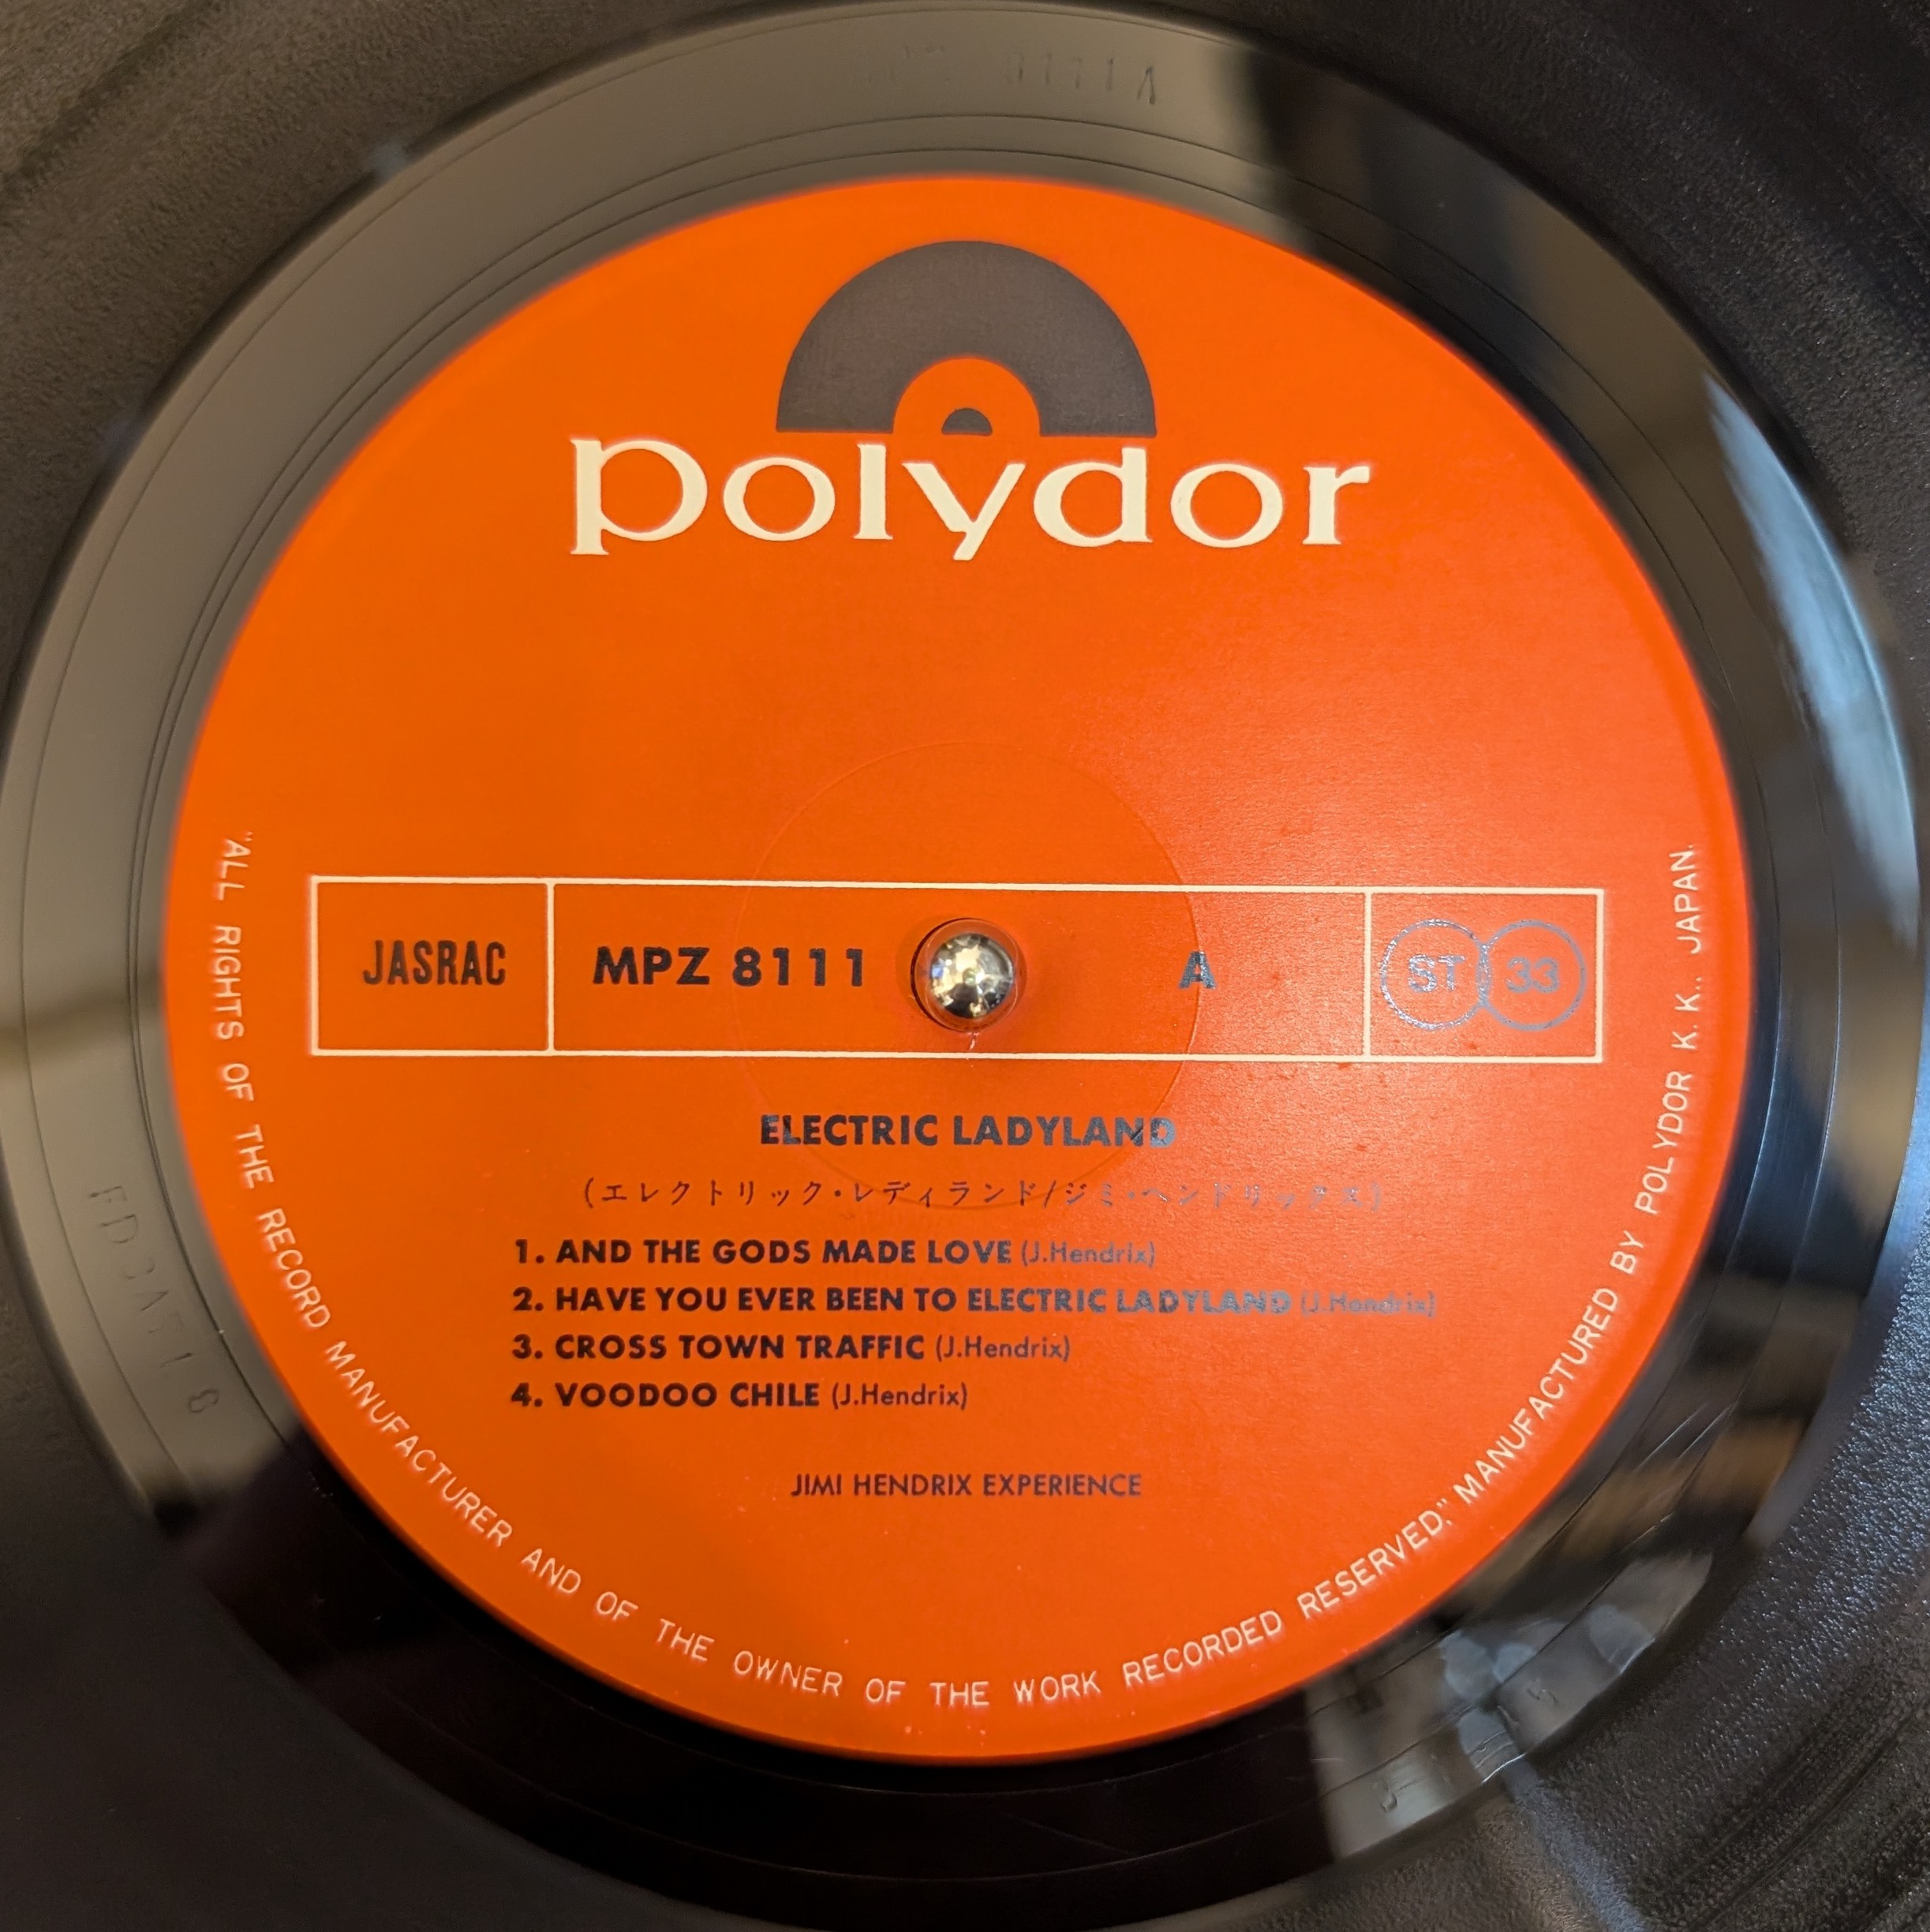 polydor
JASRAC MPZ 8111 A ST 33
ELECTRIC LADYLAND
(エレクトリック・レディランド/ジミ・ヘンドリックス)
1. AND THE GODS MADE LOVE (J.Hendrix)
2. HAVE YOU EVER BEEN TO ELECTRIC LADYLAND (J.Hendrix)
3. CROSS TOWN TRAFFIC (J.Hendrix)
4. VOODOO CHILE (J.Hendrix)
JIMI HENDRIX EXPERIENCE
"ALL RIGHTS OF THE RECORD MANUFACTURER AND OF THE OWNER OF THE WORK RECORDED RESERVED," MANUFACTURED BY POLYDOR K.K., JAPAN.
8111A